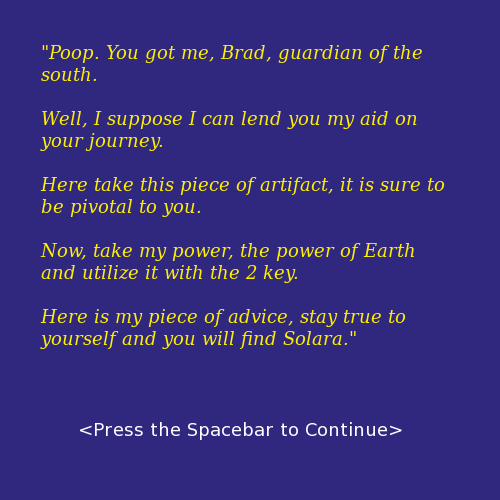 "Poop. You got me, Brad, guardian of the
south.
Well, I suppose I can lend you my aid on
your journey.
Here take this piece of artifact, it is sure to
be pivotal to you.
Now, take my power, the power of Earth
and utilize it with the 2 key.
Here is my piece of advice, stay true to
yourself and you will find Solara."
<Press the Spacebar to Continue>